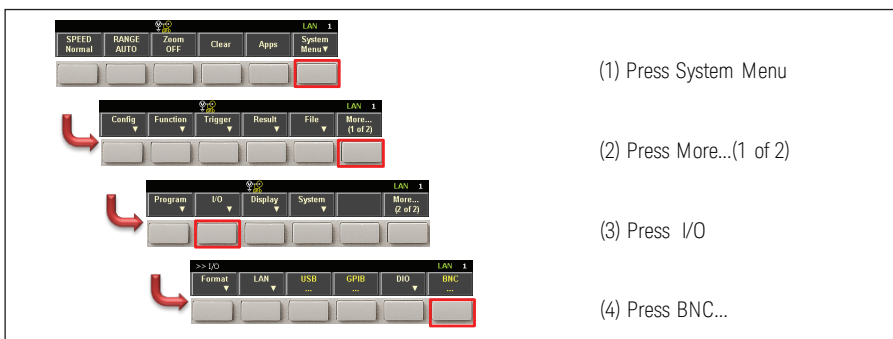 LAN 1
SPEED RANGE Zoom Clear Apps System
Normal AUTO OFF Menu▼
(1) Press System Menu
LAN 1
Config Function Trigger Result File More...
▼ ▼ ▼ ▼ ▼ (1 of 2)
(2) Press More...(1 of 2)
LAN 1
Program I/O Display System More...
▼ ▼ ▼ ▼ (2 of 2)
(3) Press I/O
>> I/O LAN 1
Format LAN USB GPIB DIO BNC
▼ ▼ ... ... ▼ ...
(4) Press BNC...